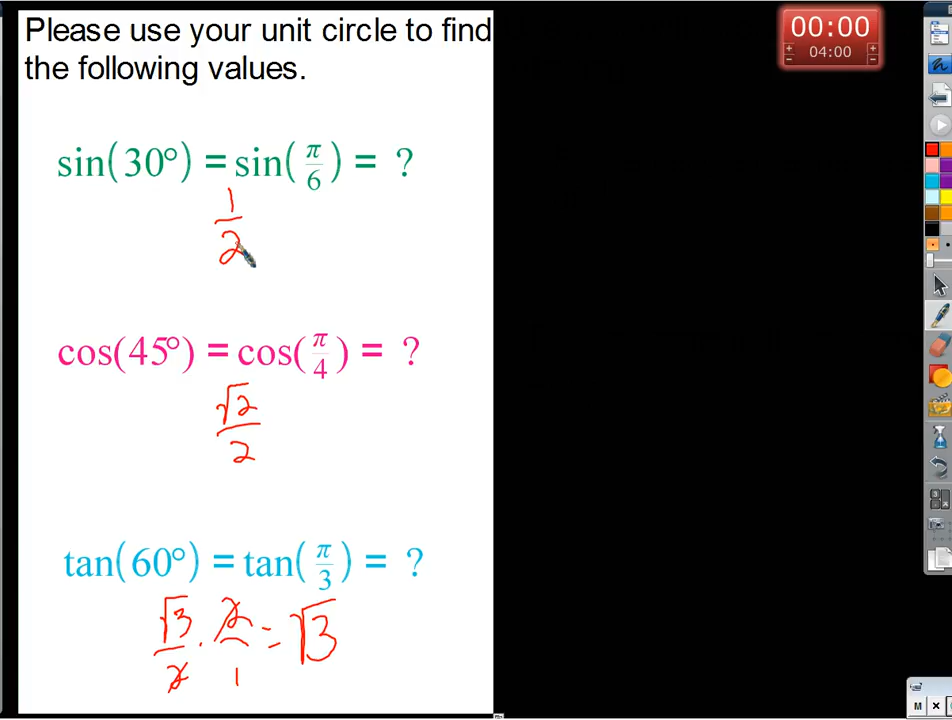 Please use your unit circle to find
the following values.
00:00
04:00
sin(30°) = sin(π/6) = ?
1/2
cos(45°) = cos(π/4) = ?
√2/2
tan(60°) = tan(π/3) = ?
√3/2 · 2/1 = √3
M ×